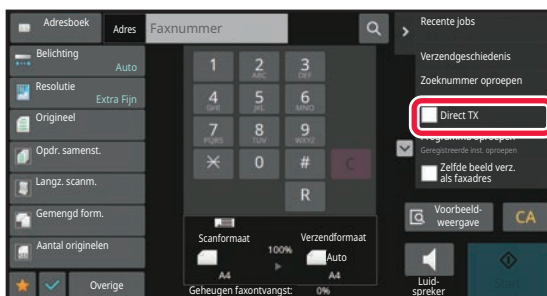 Adresboek
Adres
Faxnummer
Belichting
Auto
Resolutie
Extra Fijn
Origineel
Opdr. samenst.
Langz. scanm.
Gemengd form.
Aantal originelen
Overige
1
2
ABC
3
DEF
4
GHI
5
JKL
6
MNO
7
PQRS
8
TUV
9
WXYZ
0
#
C
R
Scanformaat
100%
Verzendformaat
Auto
A4
A4
Geheugen faxontvangst:
0%
Recente jobs
Verzendgeschiedenis
Zoeknummer oproepen
Direct TX
Programma oproepen
Geregistreerde inst. oproepen
Zelfde beeld verz.
als faxadres
Voorbeeld-
weergave
CA
Luid-
spreker
Start